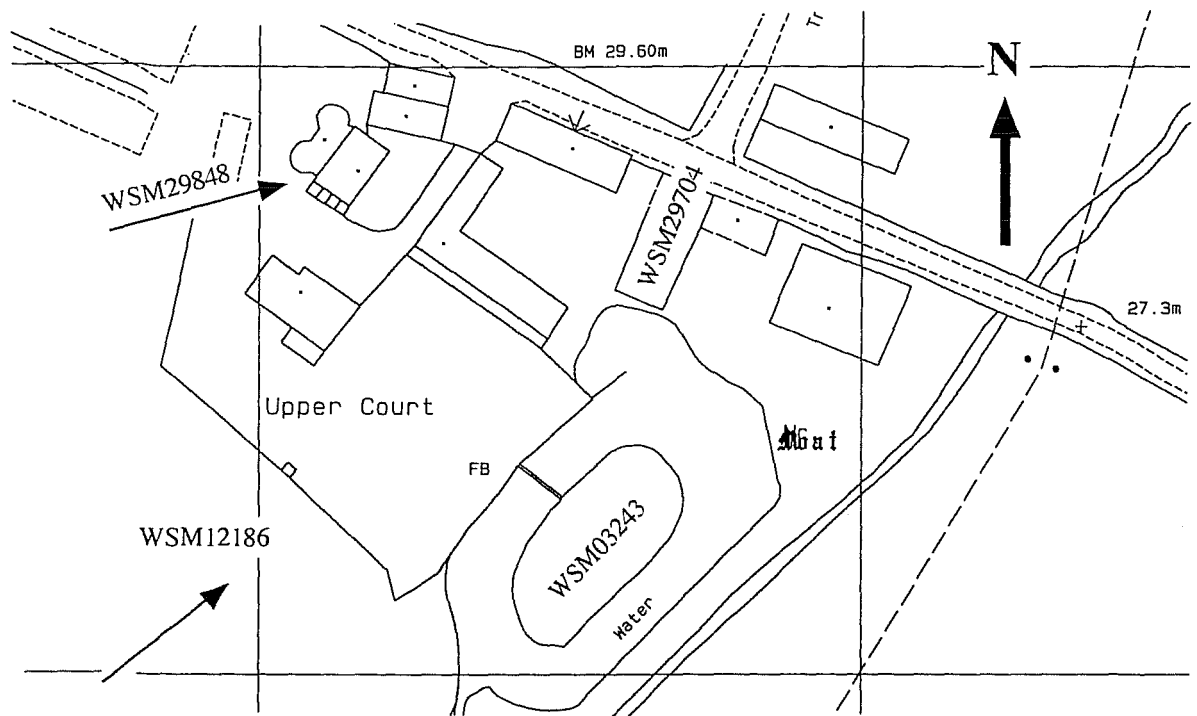 Tr
BM 29.60m
N
WSM29848
WSM29704
27.3m
Upper Court
Moat
FB
WSM12186
WSM03243
Water